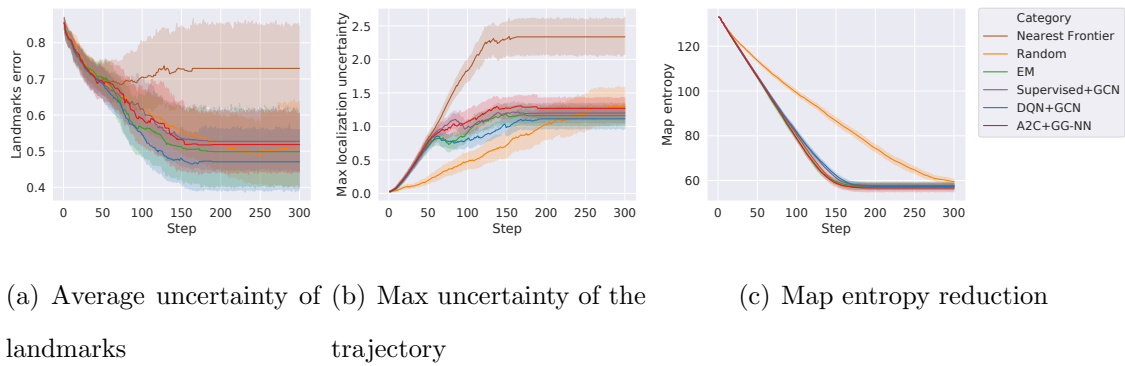 0.8
0.7
0.6
0.5
0.4
Landmarks error
0 50 100 150 200 250 300
Step
2.5
2.0
1.5
1.0
0.5
0.0
Max localization uncertainty
0 50 100 150 200 250 300
Step
120
100
80
60
Map entropy
0 50 100 150 200 250 300
Step
Category
Nearest Frontier
Random
EM
Supervised+GCN
DQN+GCN
A2C+GG-NN
(a) Average uncertainty of
landmarks
(b) Max uncertainty of the
trajectory
(c) Map entropy reduction